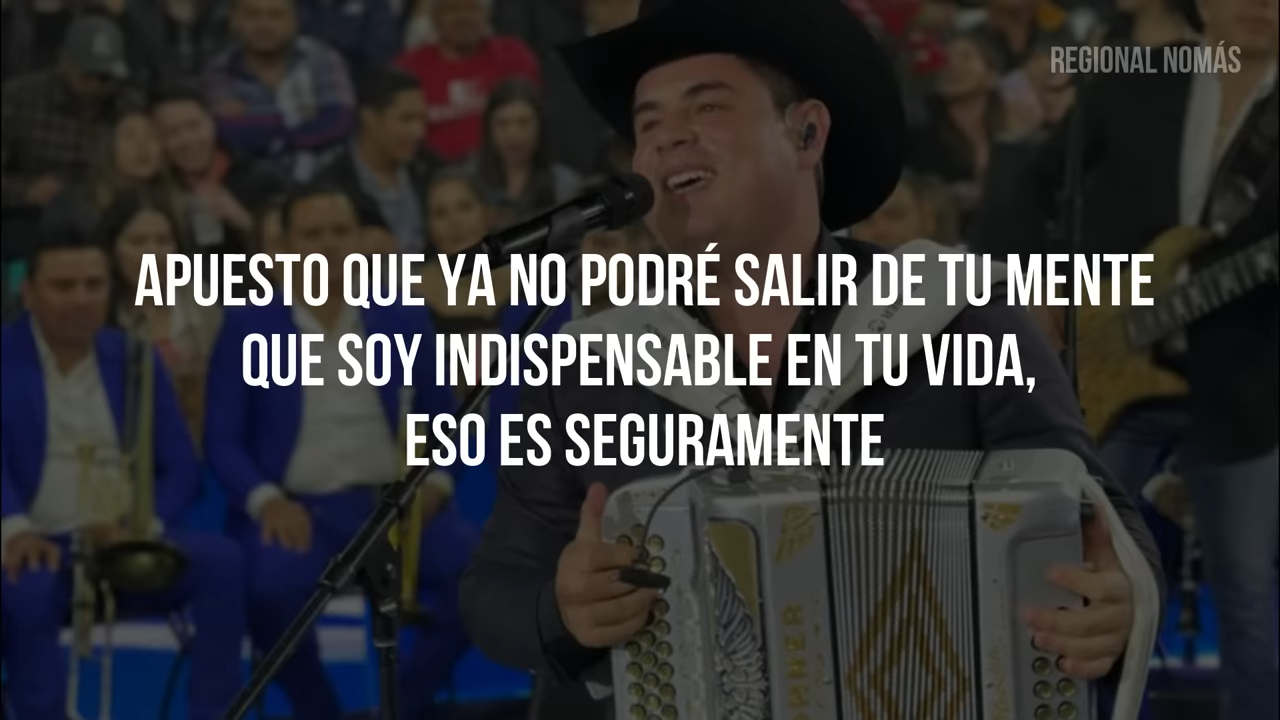 REGIONAL NOMÁS
APUESTO QUE YA NO PODRÉ SALIR DE TU MENTE
QUE SOY INDISPENSABLE EN TU VIDA,
ESO ES SEGURAMENTE